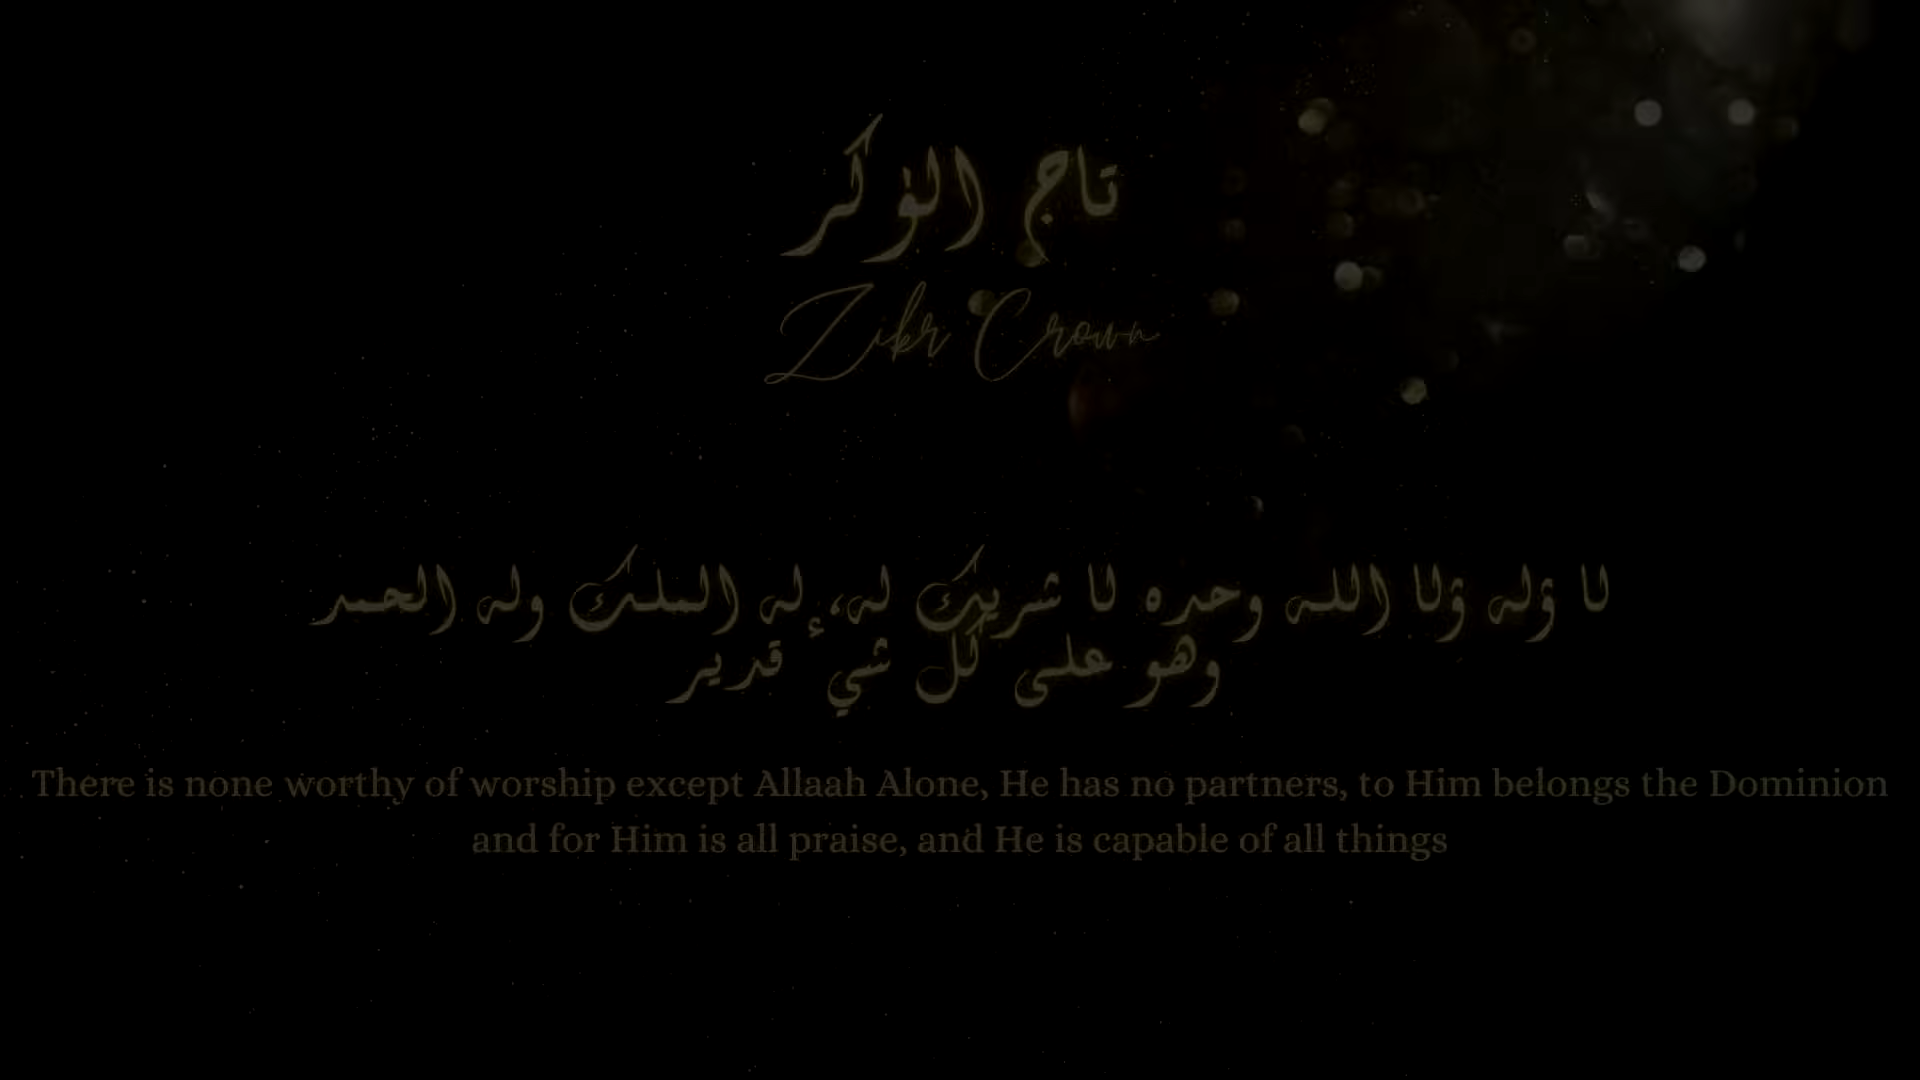 تاج الذكر
Zikr Crown
لا إله إلا الله وحده لا شريك له، له الملك وله الحمد
وهو على كل شيء قدير
There is none worthy of worship except Allaah Alone, He has no partners, to Him belongs the Dominion
and for Him is all praise, and He is capable of all things